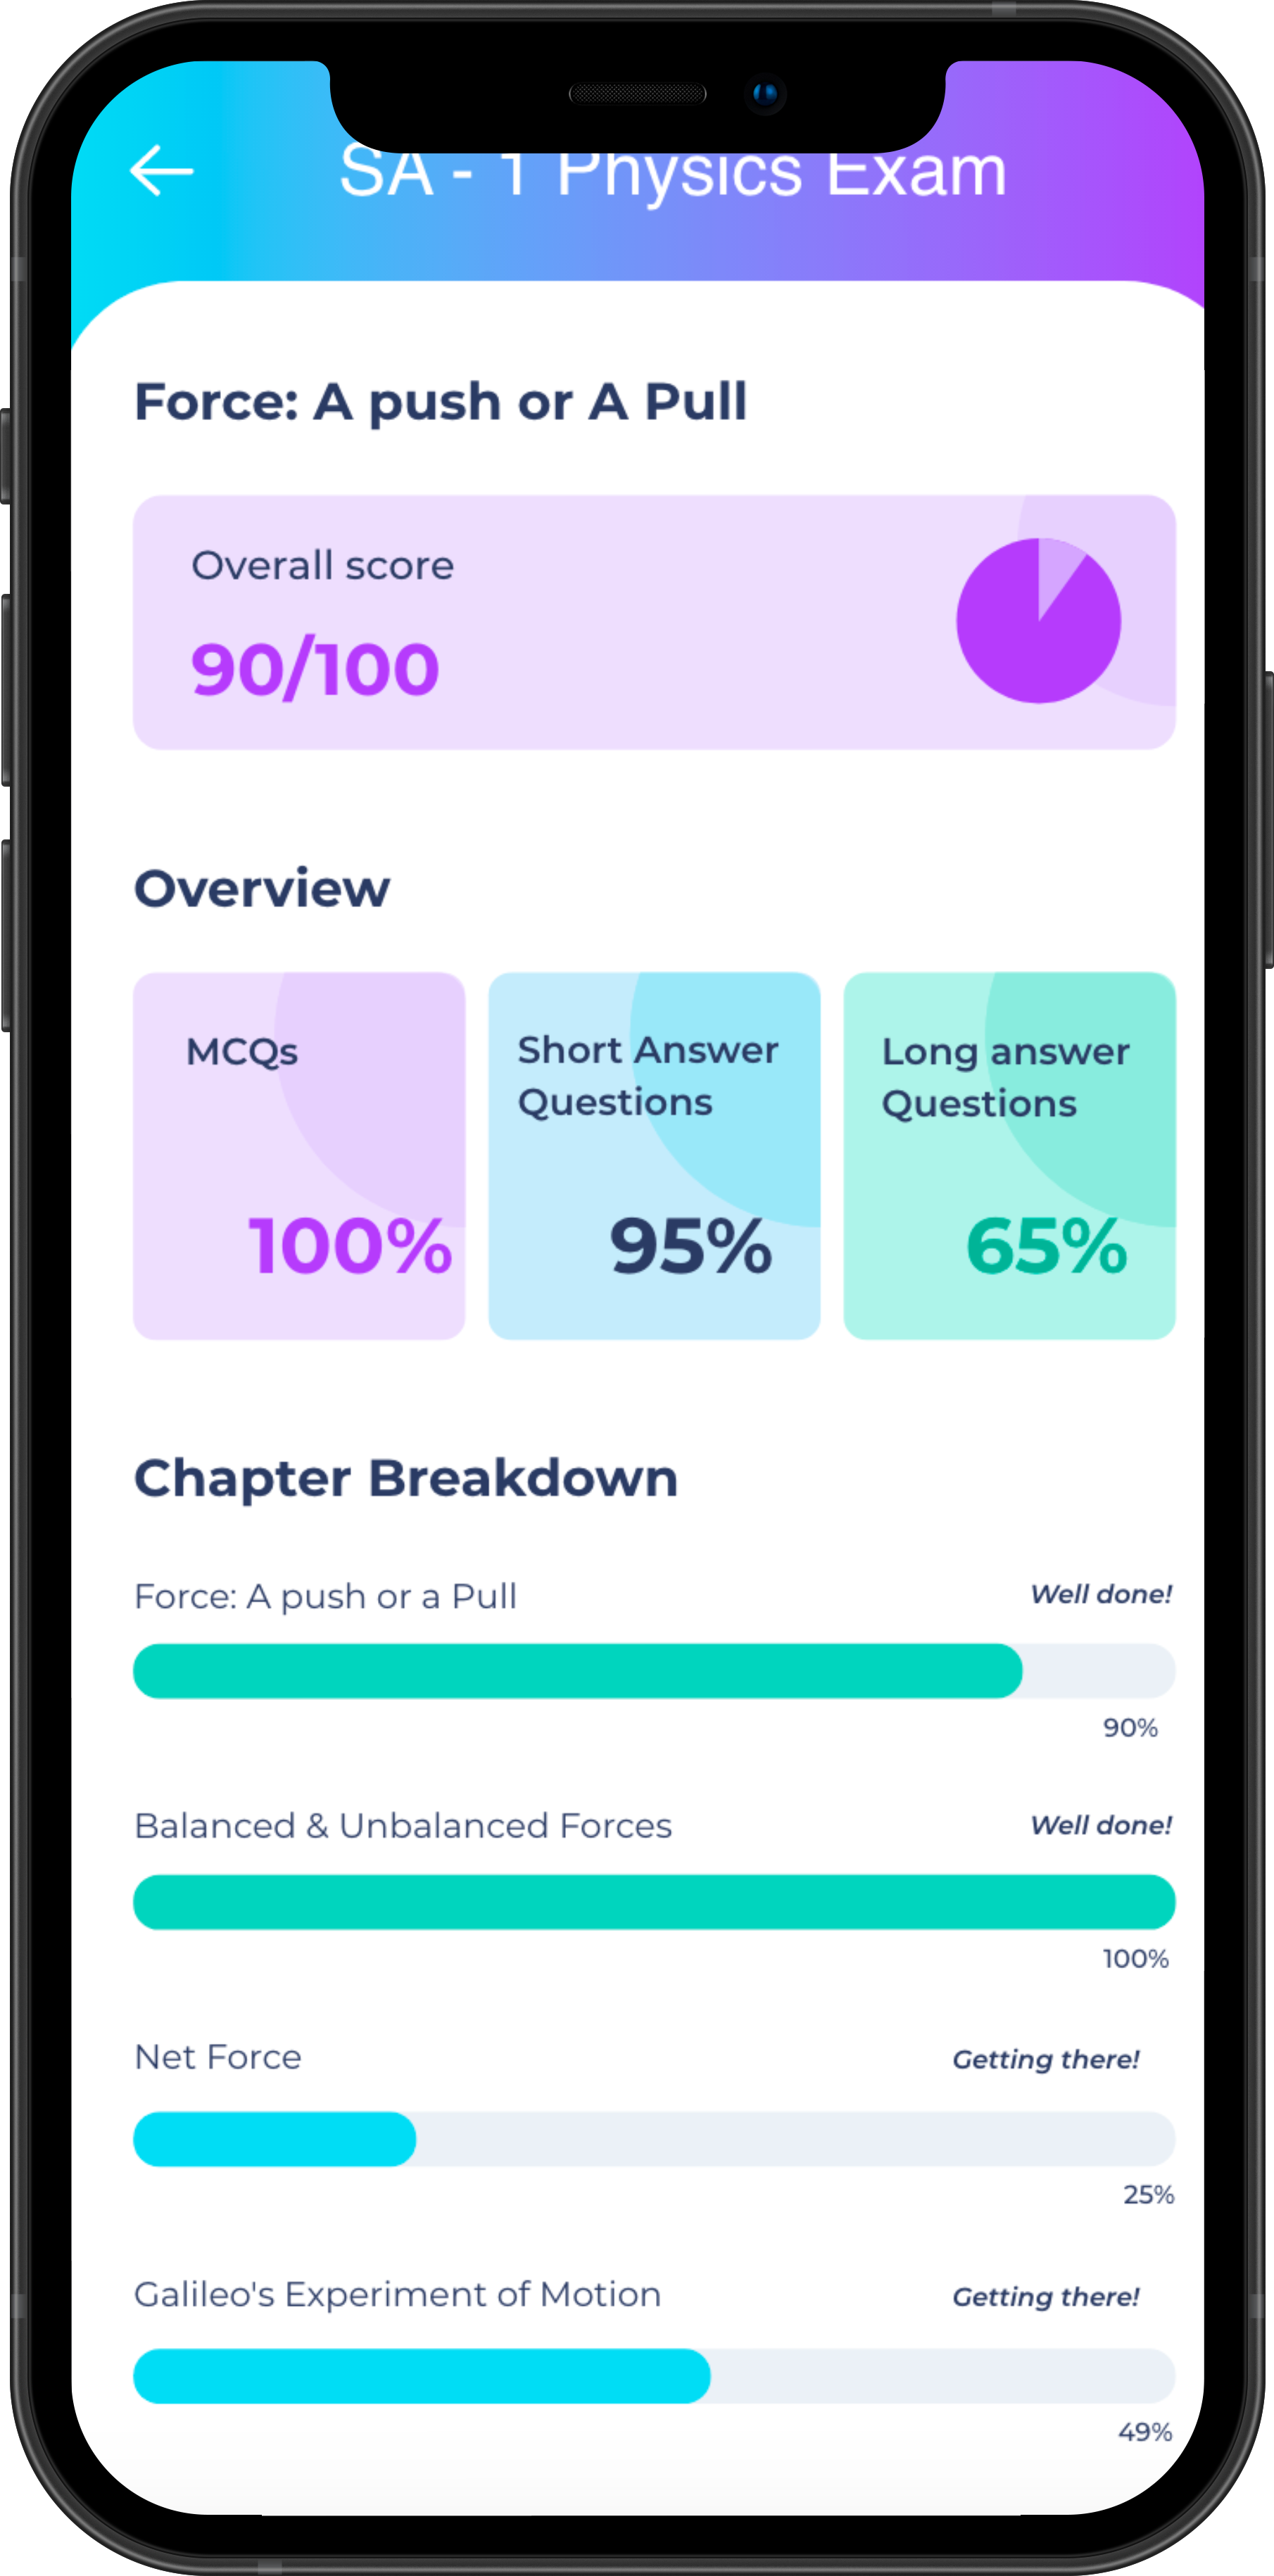 SA - 1 Physics Exam
Force: A push or A Pull
Overall score
90/100
Overview
MCQs
100%
Short Answer
Questions
95%
Long answer
Questions
65%
Chapter Breakdown
Force: A push or a Pull
Well done!
90%
Balanced & Unbalanced Forces
Well done!
100%
Net Force
Getting there!
25%
Galileo's Experiment of Motion
Getting there!
49%